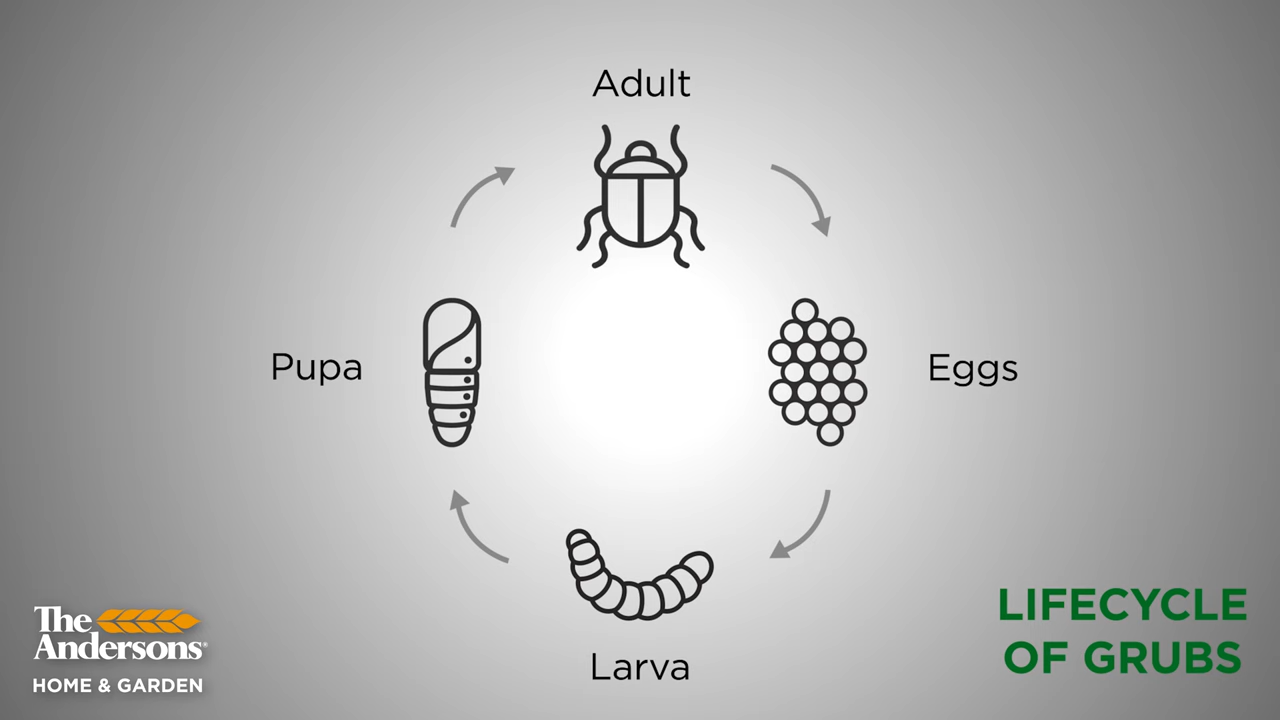 Adult
Pupa
Eggs
Larva
The
Andersons®
HOME & GARDEN
LIFECYCLE
OF GRUBS